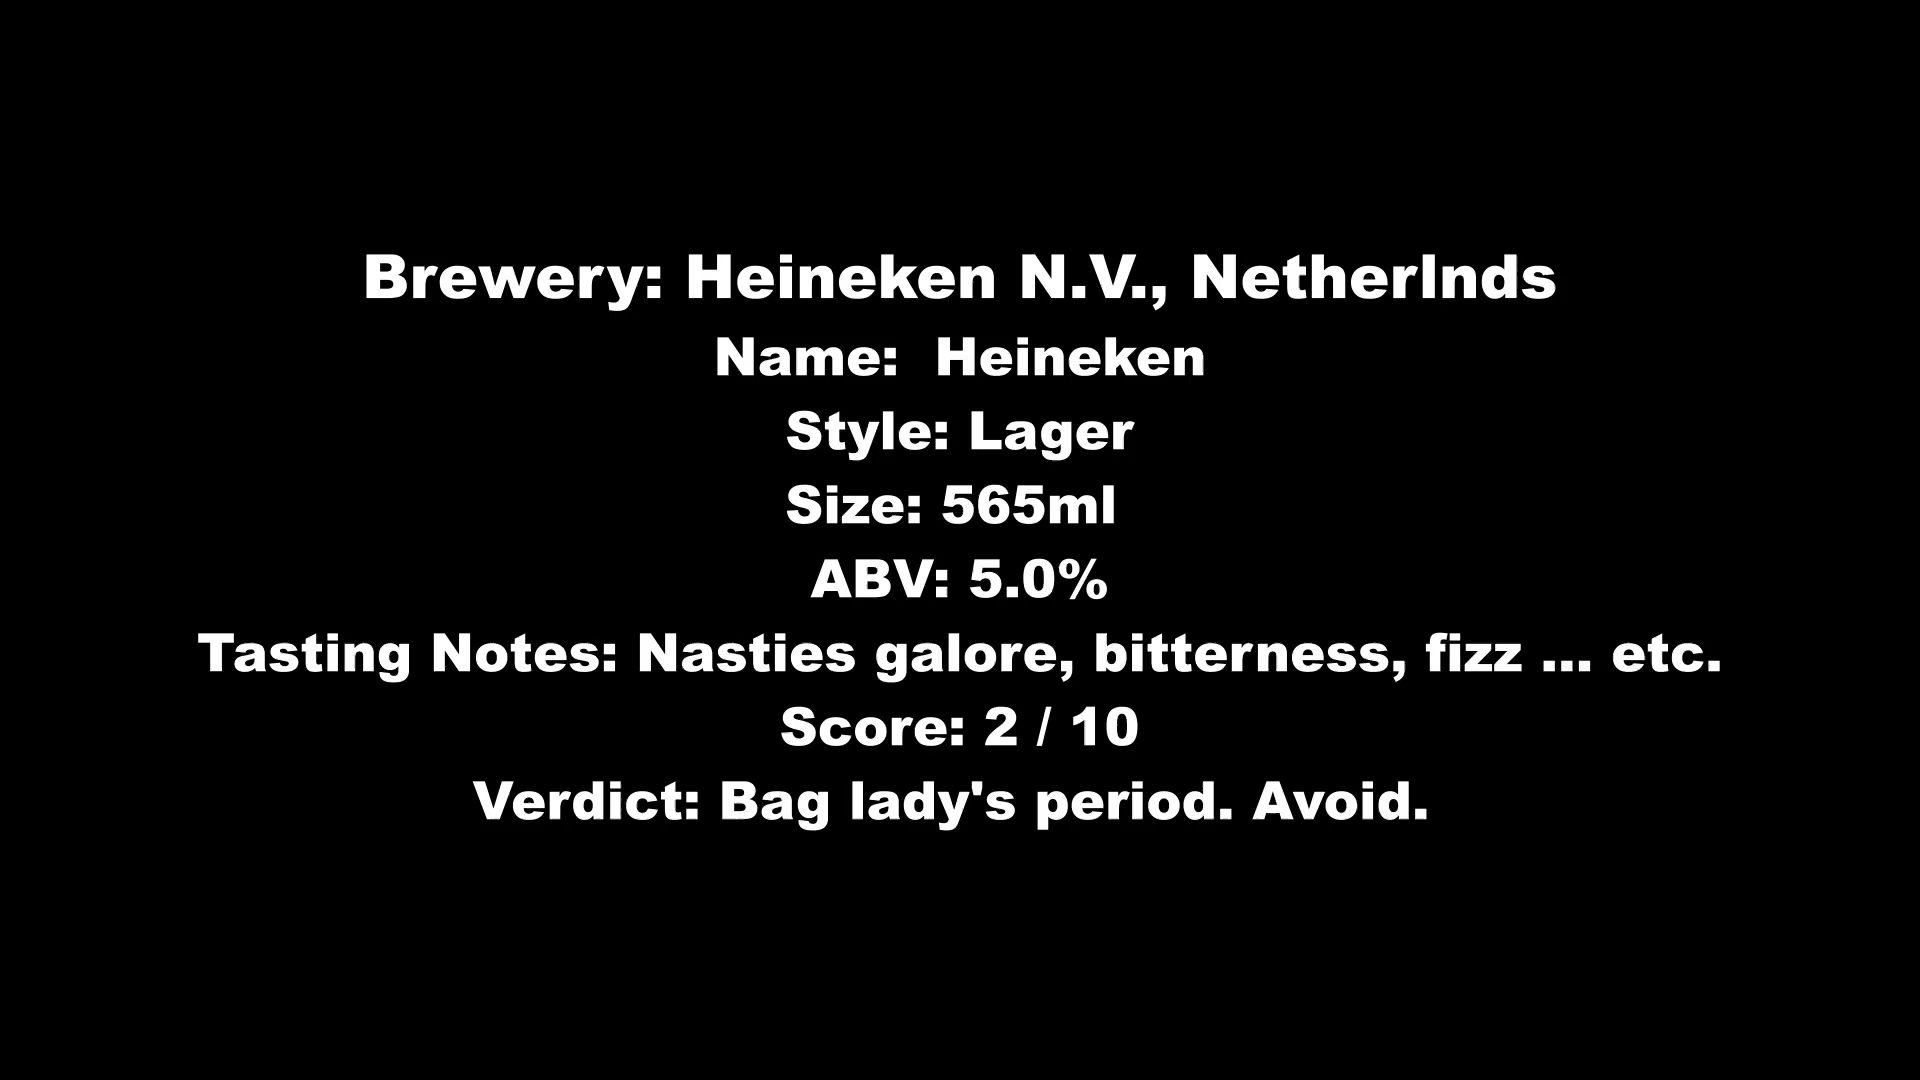 Brewery: Heineken N.V., Netherlnds
Name:  Heineken
Style: Lager
Size: 565ml
ABV: 5.0%
Tasting Notes: Nasties galore, bitterness, fizz ... etc.
Score: 2 / 10
Verdict: Bag lady's period. Avoid.